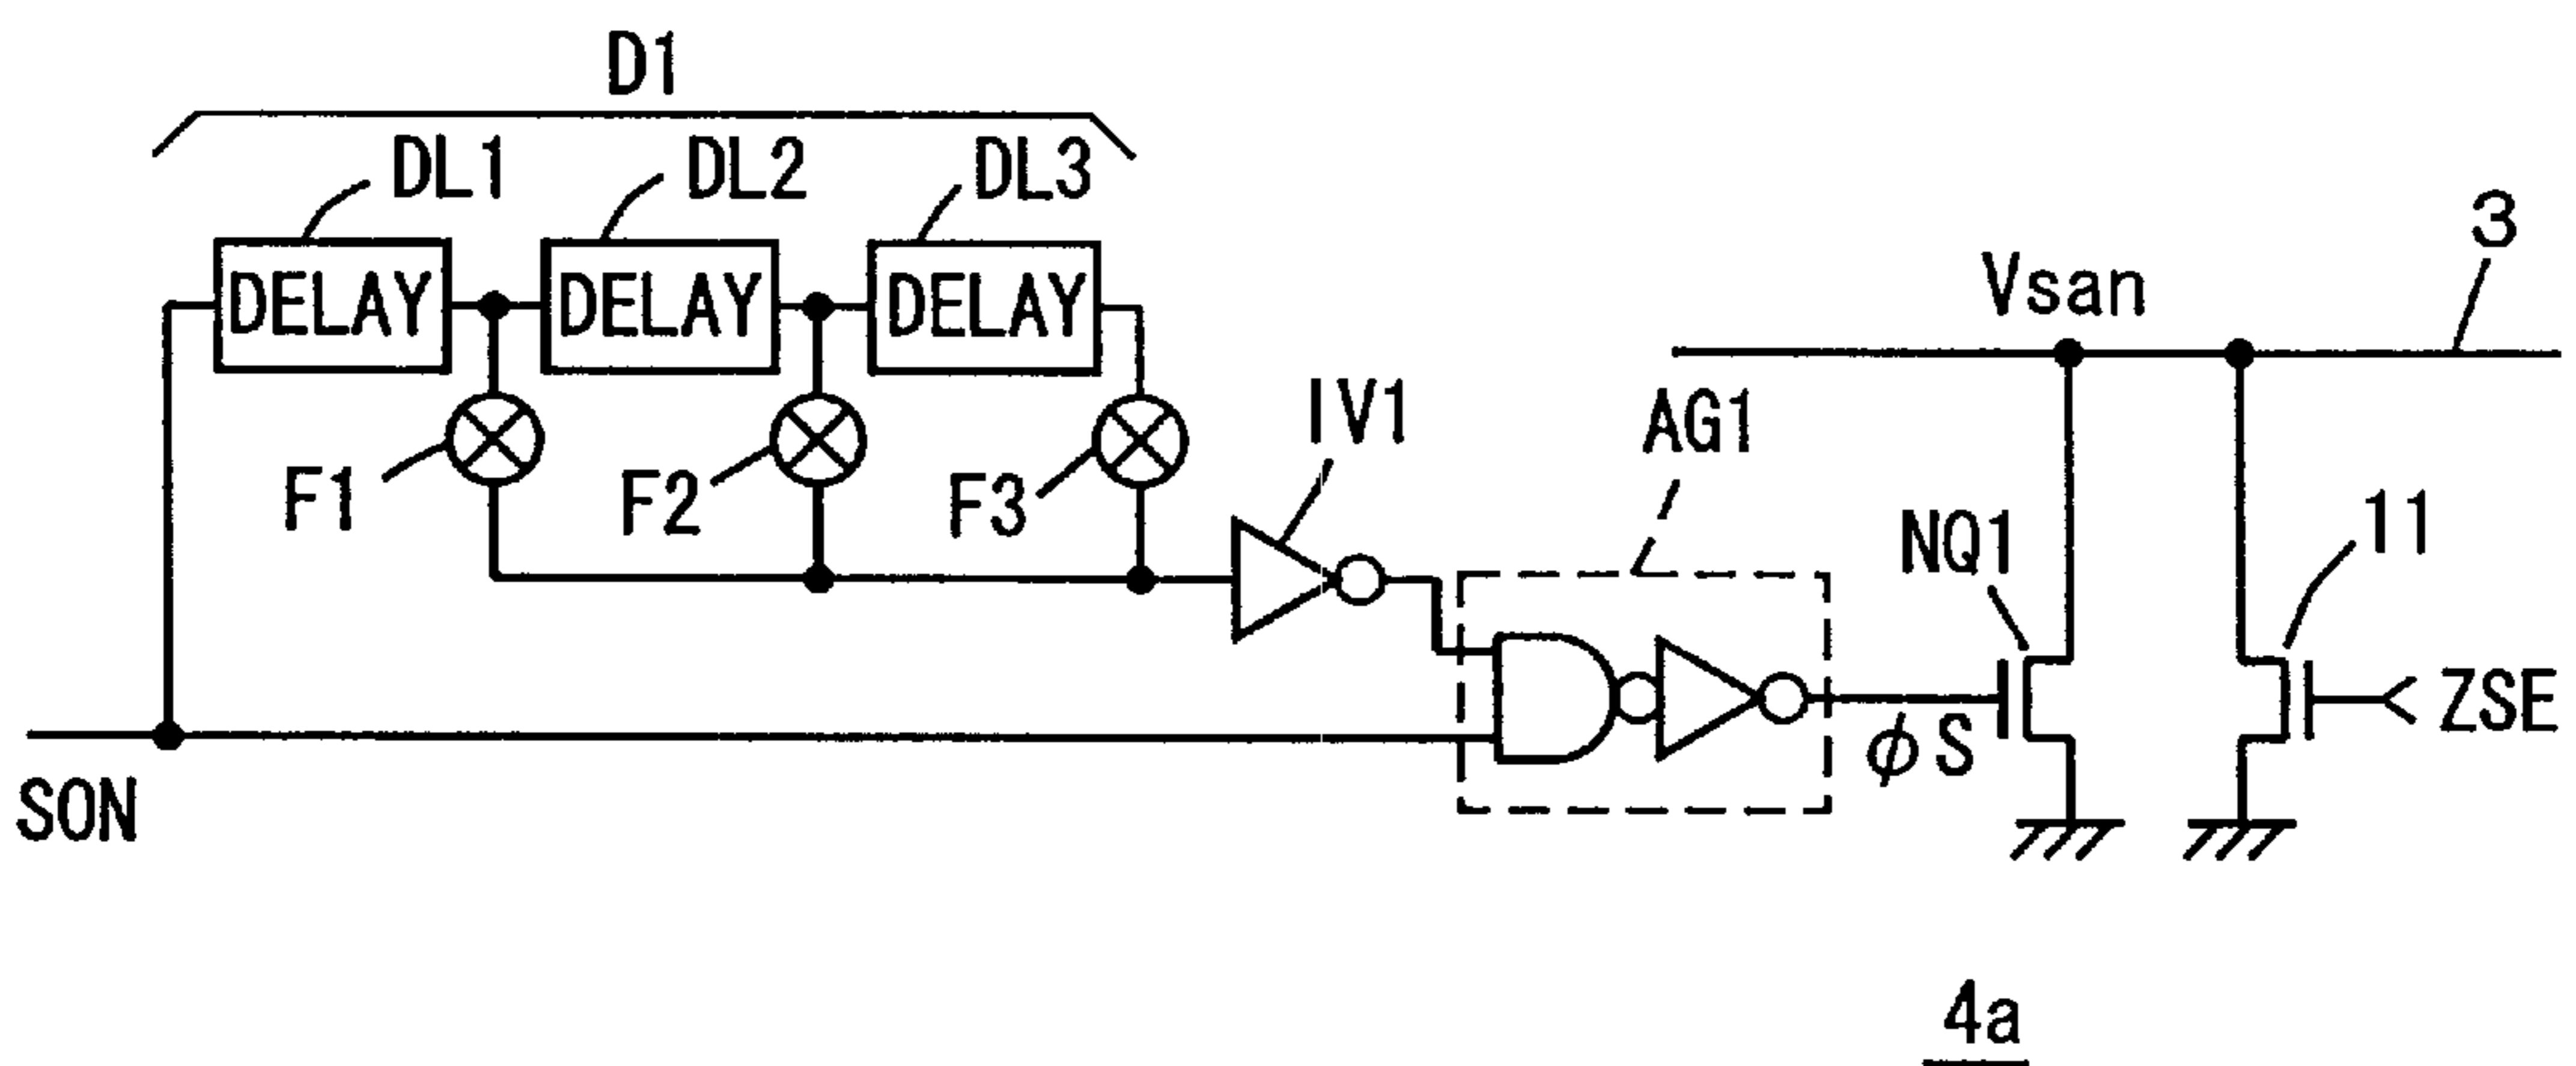 D1
DL1
DL2
DL3
DELAY
DELAY
DELAY
F1
F2
F3
IV1
AG1
Vsan
3
NQ1
11
ZSE
φS
SON
4a